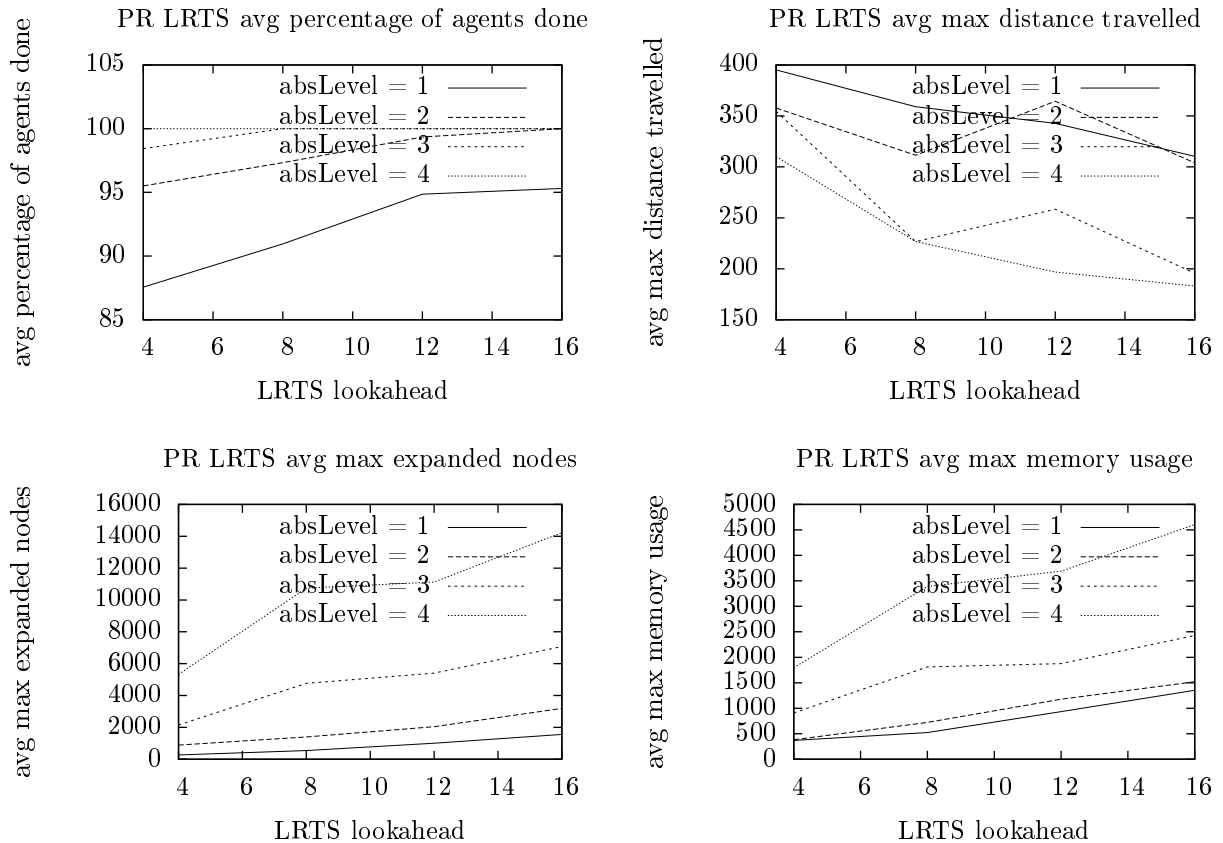 PR LRTS avg percentage of agents done
avg percentage of agents done
105
100
95
90
85
absLevel = 1
absLevel = 2
absLevel = 3
absLevel = 4
4 6 8 10 12 14 16
LRTS lookahead
PR LRTS avg max distance travelled
avg max distance travelled
400
350
300
250
200
150
absLevel = 1
absLevel = 2
absLevel = 3
absLevel = 4
4 6 8 10 12 14 16
LRTS lookahead
PR LRTS avg max expanded nodes
avg max expanded nodes
16000
14000
12000
10000
8000
6000
4000
2000
0
absLevel = 1
absLevel = 2
absLevel = 3
absLevel = 4
4 6 8 10 12 14 16
LRTS lookahead
PR LRTS avg max memory usage
avg max memory usage
5000
4500
4000
3500
3000
2500
2000
1500
1000
500
0
absLevel = 1
absLevel = 2
absLevel = 3
absLevel = 4
4 6 8 10 12 14 16
LRTS lookahead